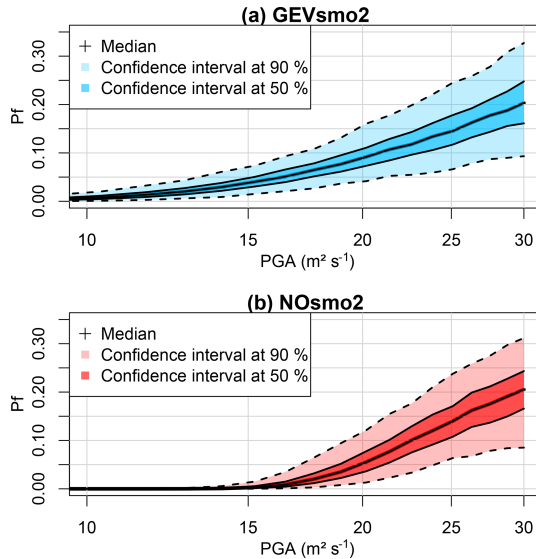 (a) GEVsmo2
+ Median
Confidence interval at 90 %
Confidence interval at 50 %
Pf
0.30
0.20
0.10
0.00
10 15 20 25 30
PGA (m² s⁻¹)
(b) NOsmo2
+ Median
Confidence interval at 90 %
Confidence interval at 50 %
Pf
0.30
0.20
0.10
0.00
10 15 20 25 30
PGA (m² s⁻¹)